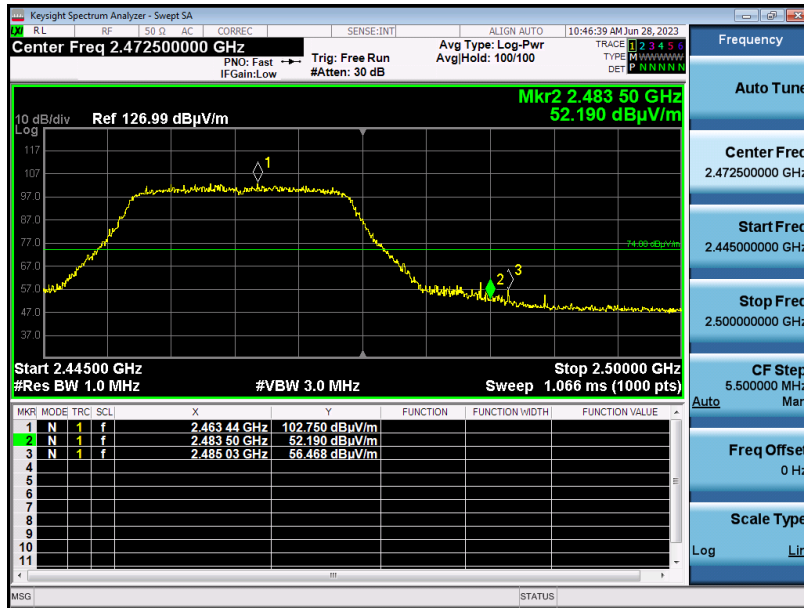 Keysight Spectrum Analyzer - Swept SA
LXI RL RF 50 Ω AC CORREC SENSE:INT ALIGN AUTO 10:46:39 AM Jun 28, 2023
Center Freq 2.472500000 GHz
PNO: Fast
IFGain:Low
Trig: Free Run
#Atten: 30 dB
Avg Type: Log-Pwr
Avg|Hold: 100/100
TRACE 1 2 3 4 5 6
TYPE M W W W W W
DET P N N N N N
Mkr2 2.483 50 GHz
52.190 dBµV/m
10 dB/div
Log
Ref 126.99 dBµV/m
117
107
97.0
87.0
77.0
67.0
57.0
47.0
37.0
1
2
3
74.00 dBµV/m
Start 2.44500 GHz
Stop 2.50000 GHz
#Res BW 1.0 MHz
#VBW 3.0 MHz
Sweep 1.066 ms (1000 pts)
MKR MODE TRC SCL X Y FUNCTION FUNCTION WIDTH FUNCTION VALUE
1 N 1 f 2.463 44 GHz 102.750 dBµV/m
2 N 1 f 2.483 50 GHz 52.190 dBµV/m
3 N 1 f 2.485 03 GHz 56.468 dBµV/m
4
5
6
7
8
9
10
11
MSG
STATUS
Frequency
Auto Tune
Center Freq
2.472500000 GHz
Start Freq
2.445000000 GHz
Stop Freq
2.500000000 GHz
CF Step
5.500000 MHz
Auto Man
Freq Offset
0 Hz
Scale Type
Log Lin